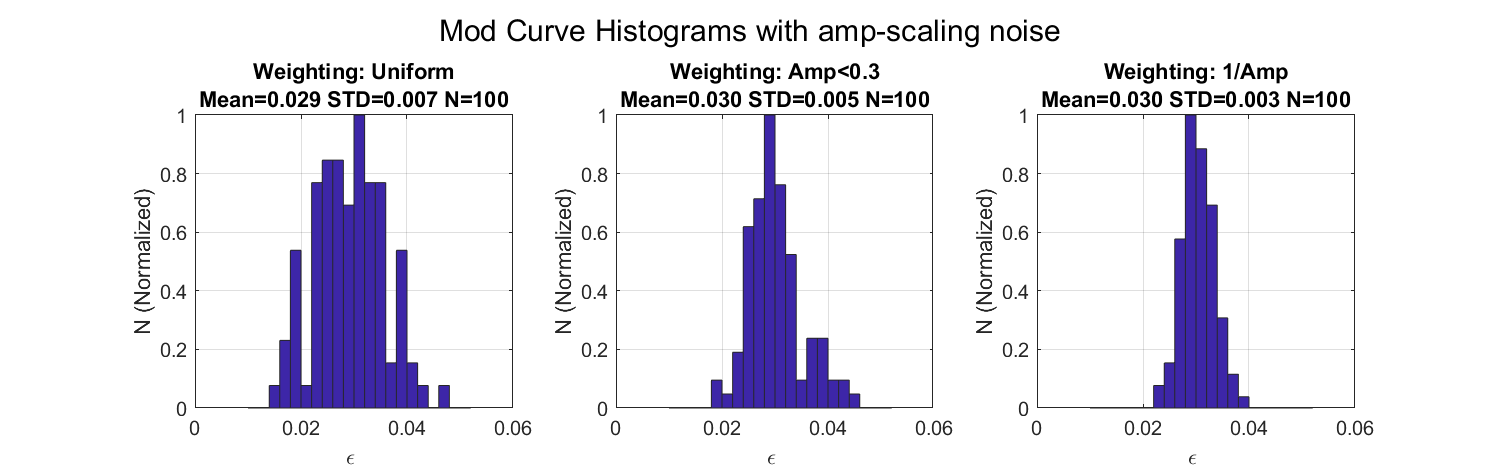 Mod Curve Histograms with amp-scaling noise
Weighting: Uniform
Mean=0.029 STD=0.007 N=100
N (Normalized)
1
0.8
0.6
0.4
0.2
0
0 0.02 0.04 0.06
ϵ
Weighting: Amp<0.3
Mean=0.030 STD=0.005 N=100
N (Normalized)
1
0.8
0.6
0.4
0.2
0
0 0.02 0.04 0.06
ϵ
Weighting: 1/Amp
Mean=0.030 STD=0.003 N=100
N (Normalized)
1
0.8
0.6
0.4
0.2
0
0 0.02 0.04 0.06
ϵ